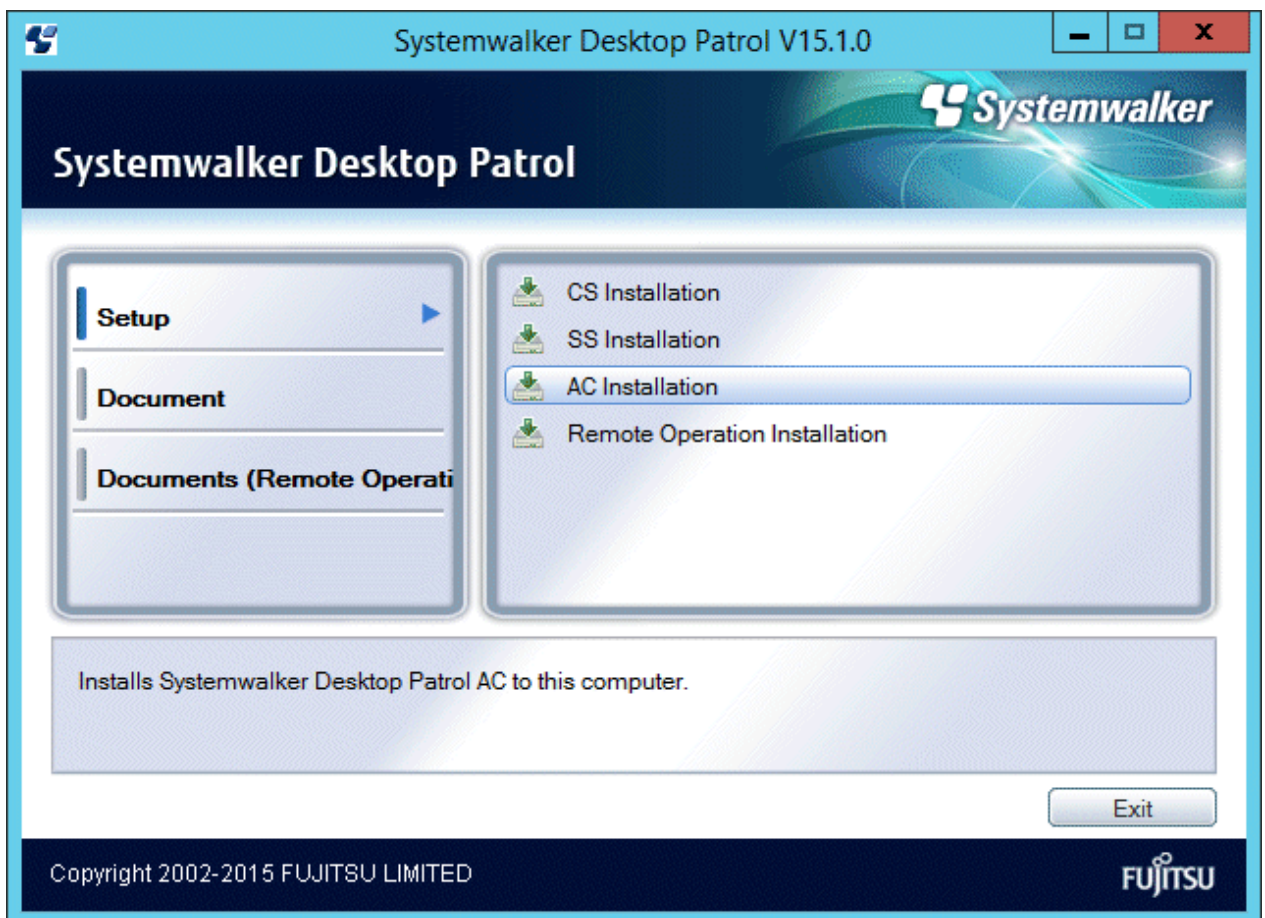 Systemwalker Desktop Patrol V15.1.0
Systemwalker
Systemwalker Desktop Patrol
Setup
Document
Documents (Remote Operati
CS Installation
SS Installation
AC Installation
Remote Operation Installation
Installs Systemwalker Desktop Patrol AC to this computer.
Exit
Copyright 2002-2015 FUJITSU LIMITED
FUJITSU